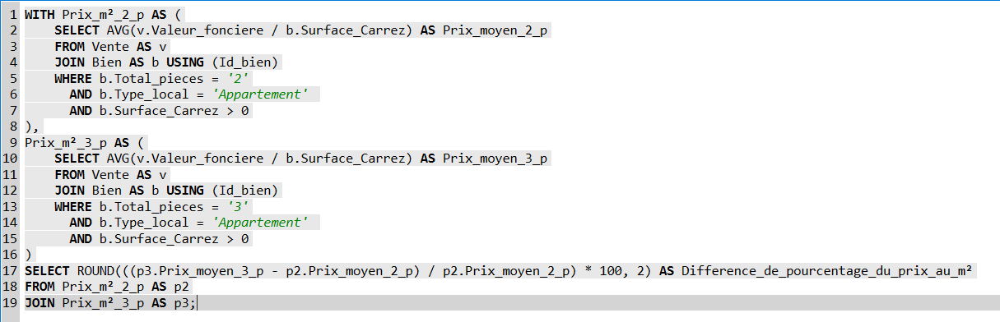 1 WITH Prix_m²_2_p AS (
2 SELECT AVG(v.Valeur_fonciere / b.Surface_Carrez) AS Prix_moyen_2_p
3 FROM Vente AS v
4 JOIN Bien AS b USING (Id_bien)
5 WHERE b.Total_pieces = '2'
6 AND b.Type_local = 'Appartement'
7 AND b.Surface_Carrez > 0
8 ),
9 Prix_m²_3_p AS (
10 SELECT AVG(v.Valeur_fonciere / b.Surface_Carrez) AS Prix_moyen_3_p
11 FROM Vente AS v
12 JOIN Bien AS b USING (Id_bien)
13 WHERE b.Total_pieces = '3'
14 AND b.Type_local = 'Appartement'
15 AND b.Surface_Carrez > 0
16 )
17 SELECT ROUND(((p3.Prix_moyen_3_p - p2.Prix_moyen_2_p) / p2.Prix_moyen_2_p) * 100, 2) AS Difference_de_pourcentage_du_prix_au_m²
18 FROM Prix_m²_2_p AS p2
19 JOIN Prix_m²_3_p AS p3;